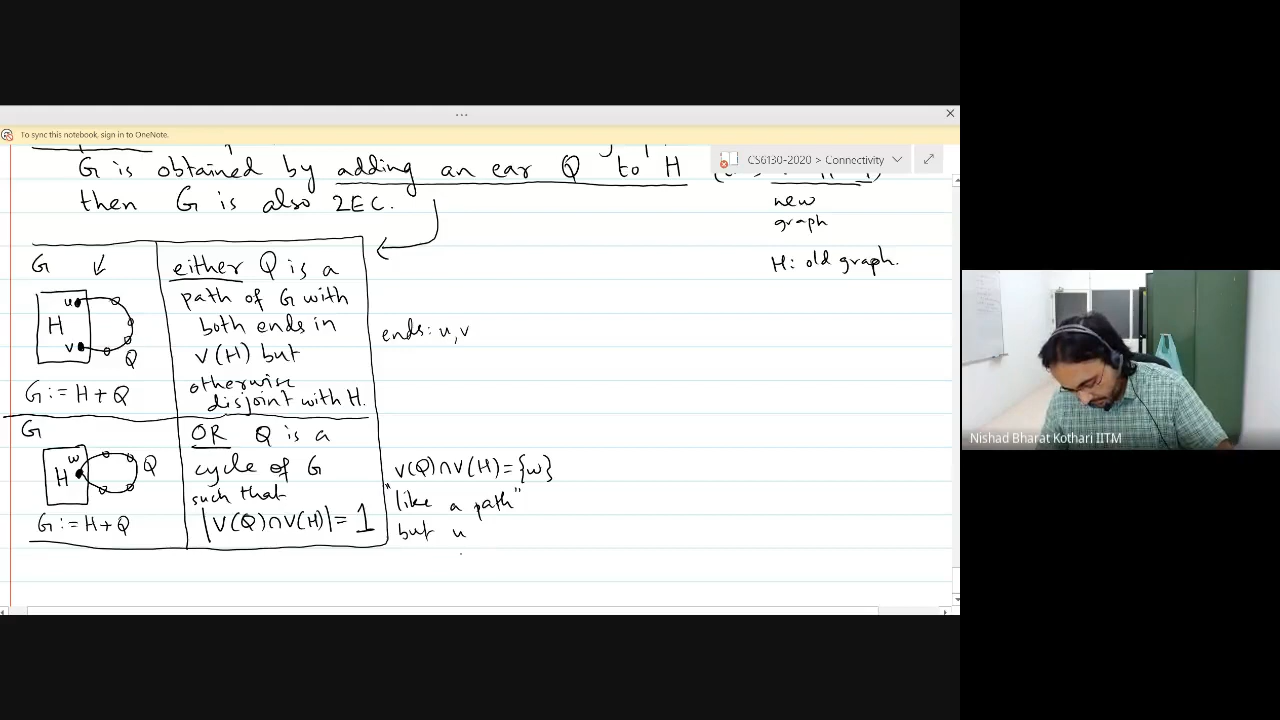 To sync this notebook, sign in to OneNote.
CS6130-2020 > Connectivity
G is obtained by adding an ear Q to H
then G is also 2EC.
new
graph
H: old graph.
G
u
H
v
Q
G := H + Q
either Q is a
path of G with
both ends in
V(H) but
otherwise
disjoint with H.
ends: u, v
G
w
H
Q
G := H + Q
OR Q is a
cycle of G
such that
|V(Q)∩V(H)| = 1
V(Q)∩V(H) = {w}
"like a path"
but u
Nishad Bharat Kothari IITM